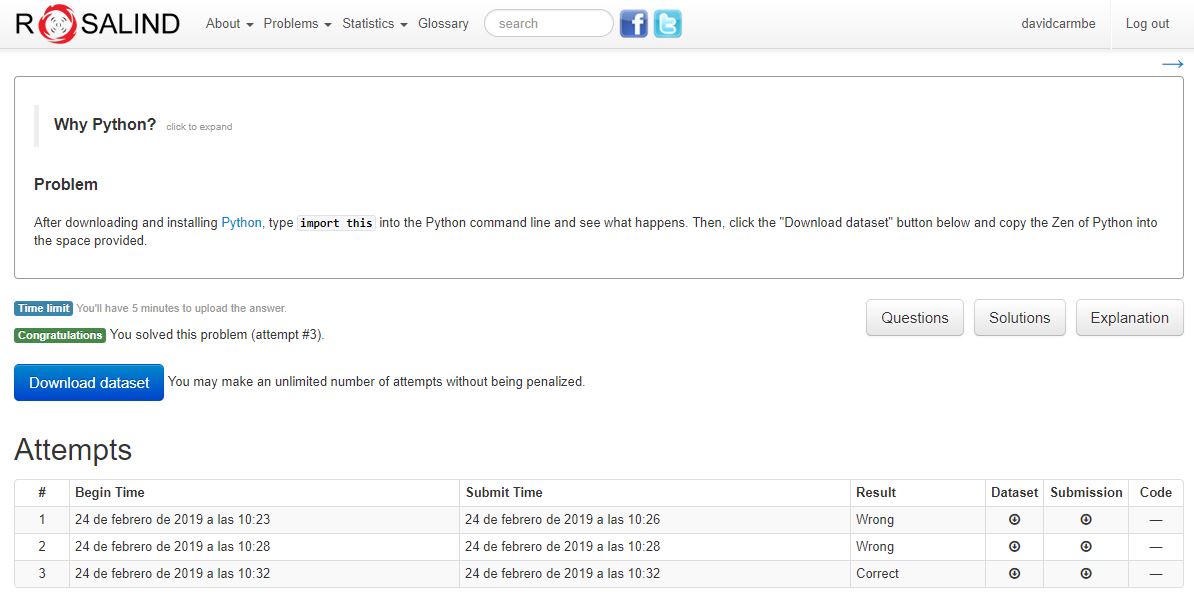 ROSALIND About Problems Statistics Glossary search davidcarmbe Log out
→
Why Python? click to expand
Problem
After downloading and installing Python, type import this into the Python command line and see what happens. Then, click the "Download dataset" button below and copy the Zen of Python into
the space provided.
Time limit You'll have 5 minutes to upload the answer.
Congratulations You solved this problem (attempt #3).
Questions Solutions Explanation
Download dataset You may make an unlimited number of attempts without being penalized.
Attempts
# Begin Time Submit Time Result Dataset Submission Code
1 24 de febrero de 2019 a las 10:23 24 de febrero de 2019 a las 10:26 Wrong —
2 24 de febrero de 2019 a las 10:28 24 de febrero de 2019 a las 10:28 Wrong —
3 24 de febrero de 2019 a las 10:32 24 de febrero de 2019 a las 10:32 Correct —